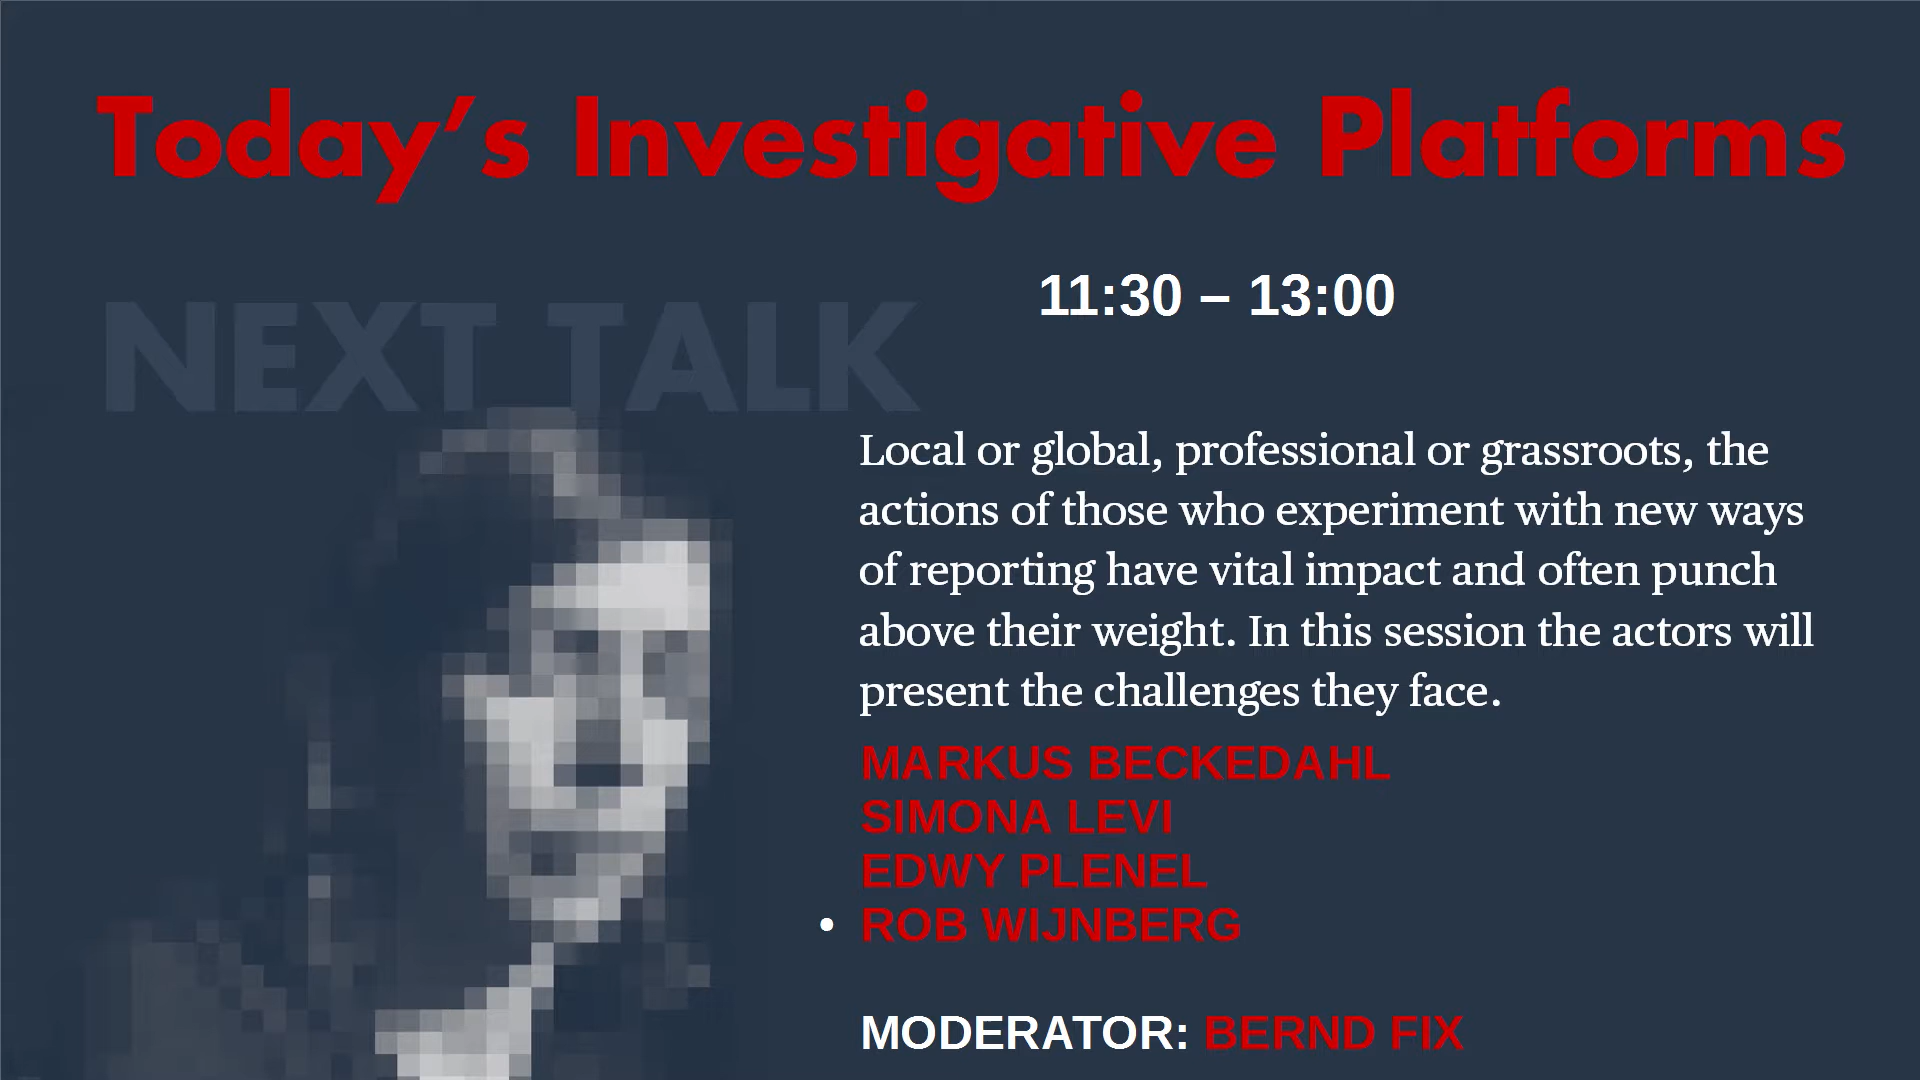 Today’s Investigative Platforms
11:30 – 13:00
NEXT TALK
Local or global, professional or grassroots, the
actions of those who experiment with new ways
of reporting have vital impact and often punch
above their weight. In this session the actors will
present the challenges they face.
MARKUS BECKEDAHL
SIMONA LEVI
EDWY PLENEL
• ROB WIJNBERG
MODERATOR: BERND FIX